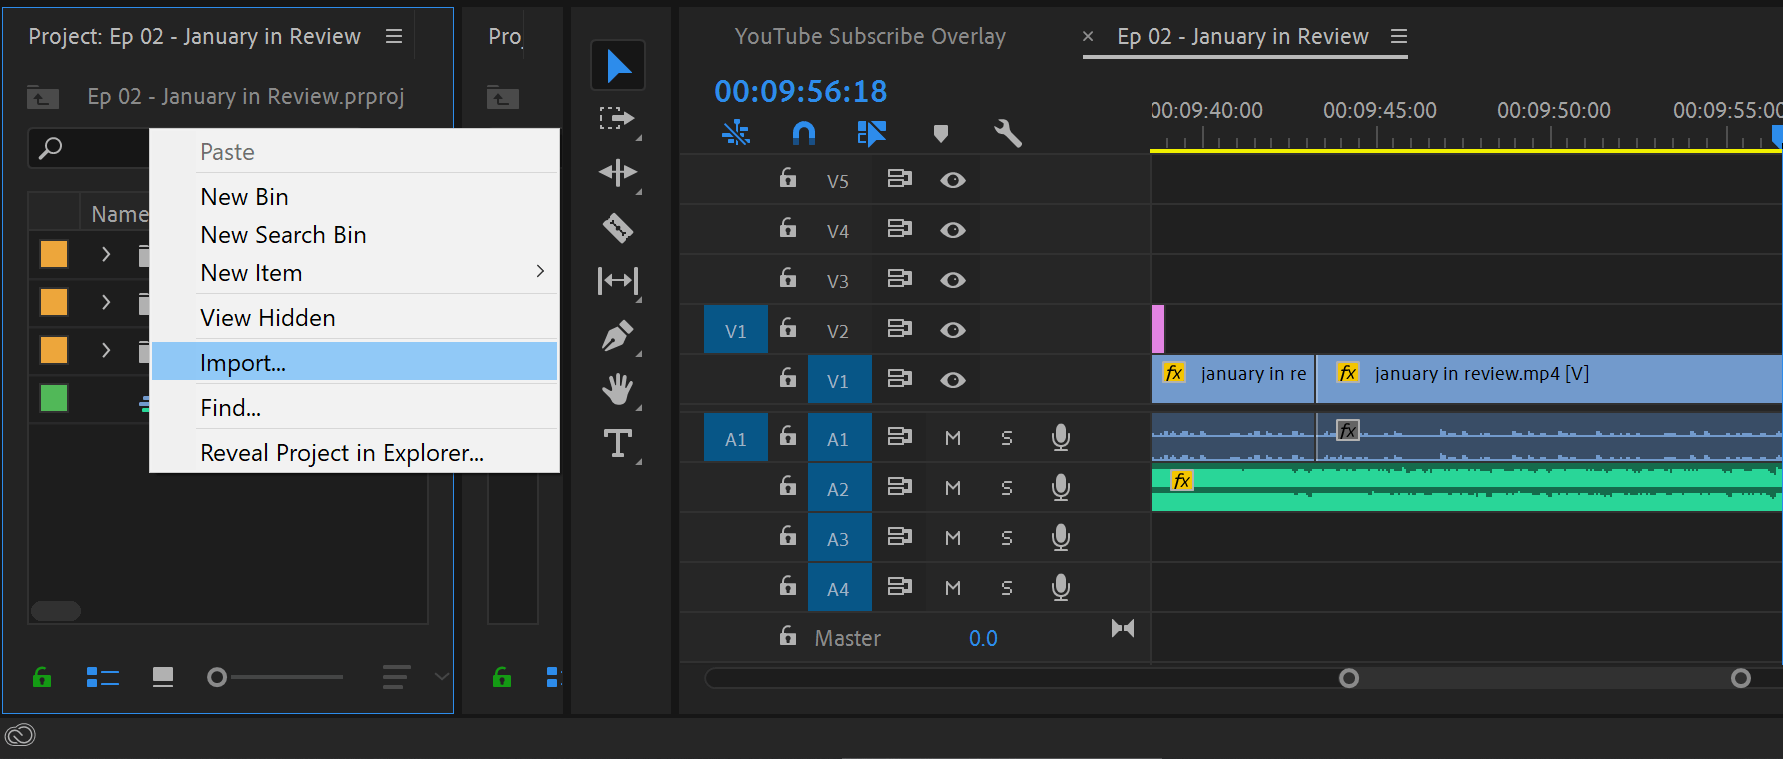 Project: Ep 02 - January in Review
Ep 02 - January in Review.prproj
Name
Paste
New Bin
New Search Bin
New Item
View Hidden
Import...
Find...
Reveal Project in Explorer...
Proj
T
YouTube Subscribe Overlay
× Ep 02 - January in Review
00:09:56:18
00:09:40:00 00:09:45:00 00:09:50:00 00:09:55:00
V5
V4
V3
V1 V2
V1 fx january in re fx january in review.mp4 [V]
A1 A1 M S fx
A2 M S fx
A3 M S
A4 M S
Master 0.0